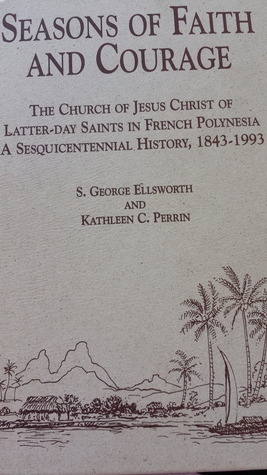 SEASONS OF FAITH
AND COURAGE
THE CHURCH OF JESUS CHRIST OF
LATTER-DAY SAINTS IN FRENCH POLYNESIA
A SESQUICENTENNIAL HISTORY, 1843-1993
S. GEORGE ELLSWORTH
AND
KATHLEEN C. PERRIN